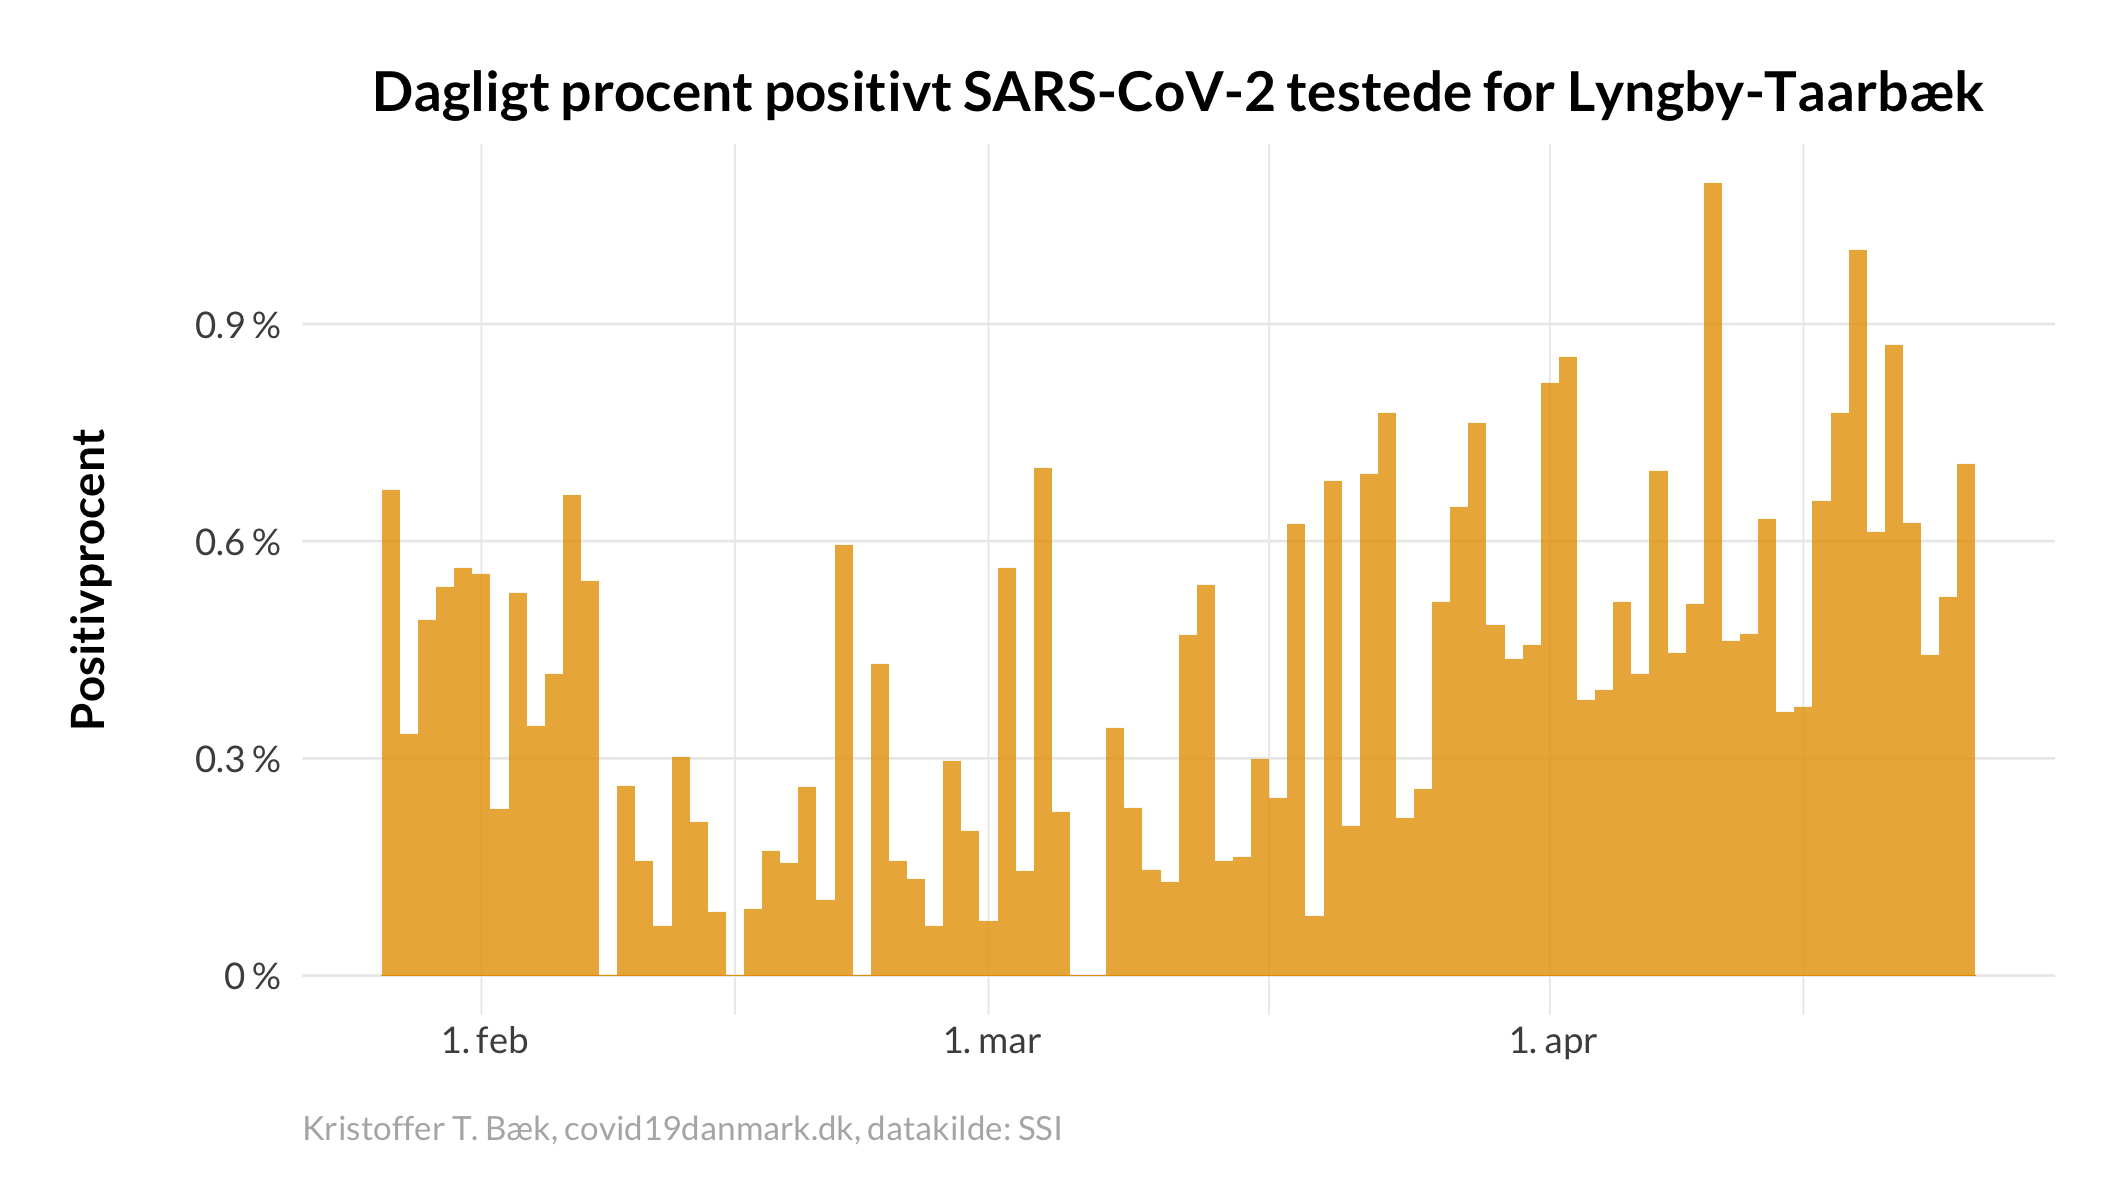 Dagligt procent positivt SARS-CoV-2 testede for Lyngby-Taarbæk
Positivprocent
0.9 %
0.6 %
0.3 %
0 %
1. feb
1. mar
1. apr
Kristoffer T. Bæk, covid19danmark.dk, datakilde: SSI